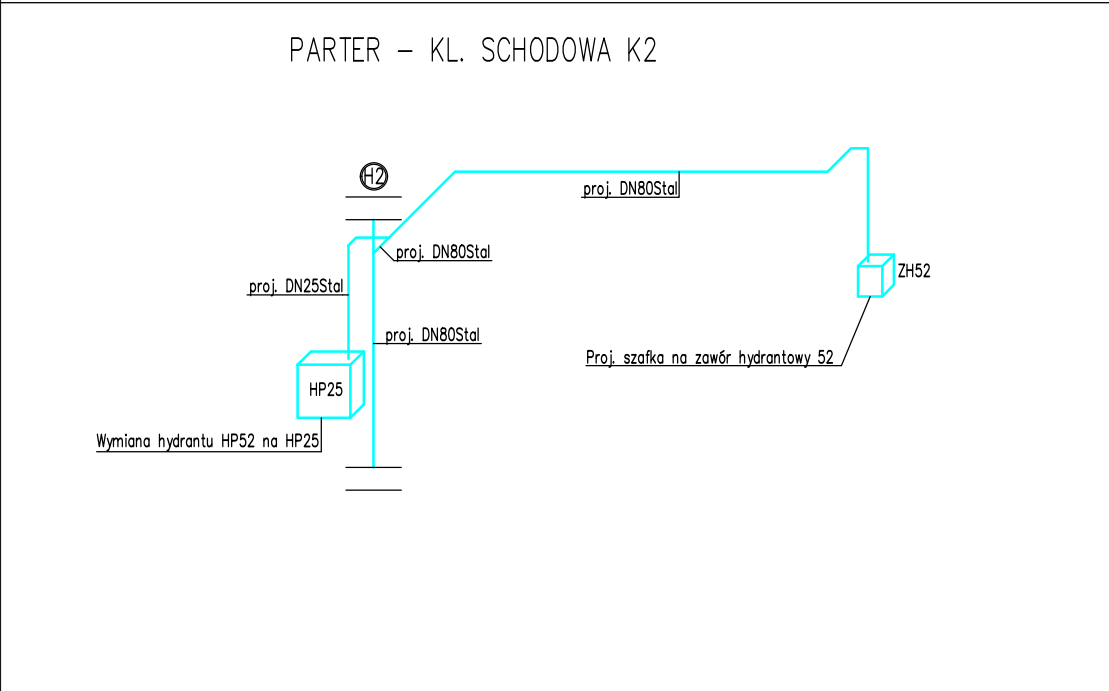 PARTER – KL. SCHODOWA K2
H2
proj. DN80Stal
proj. DN80Stal
ZH52
proj. DN25Stal
proj. DN80Stal
Proj. szafka na zawór hydrantowy 52
HP25
Wymiana hydrantu HP52 na HP25